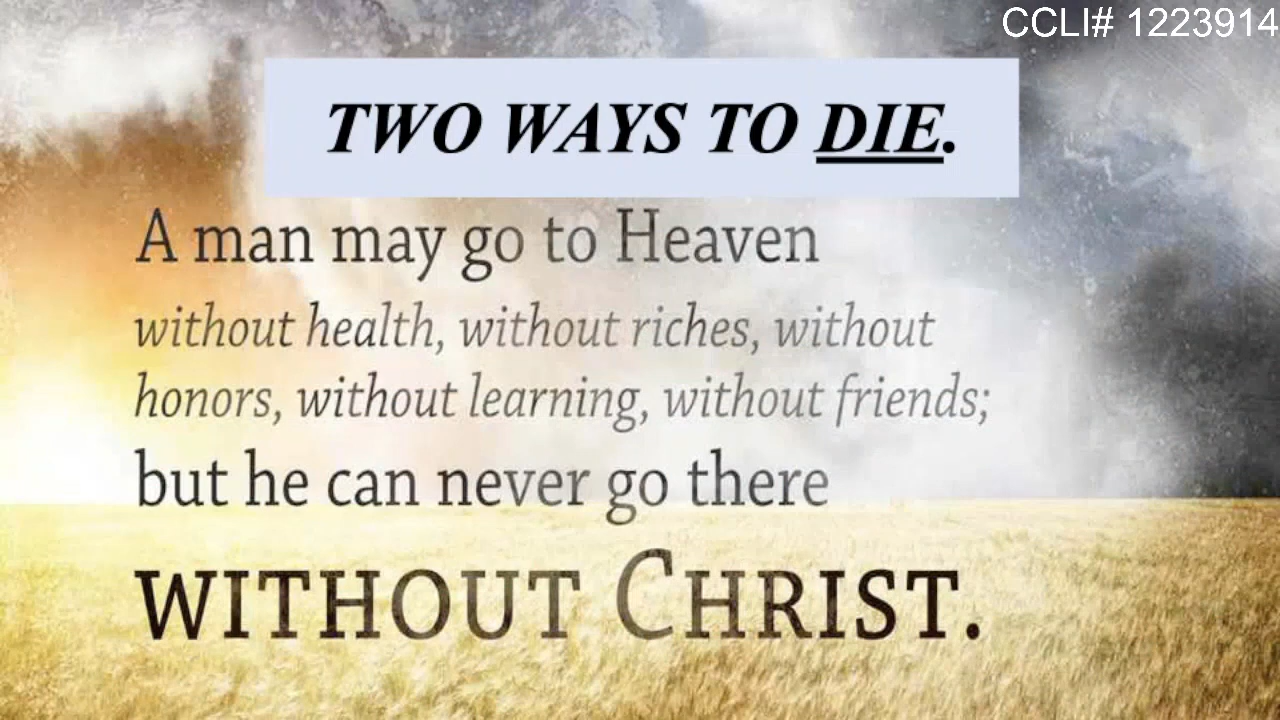 CCLI# 1223914
TWO WAYS TO DIE.
A man may go to Heaven
without health, without riches, without
honors, without learning, without friends;
but he can never go there
WITHOUT CHRIST.